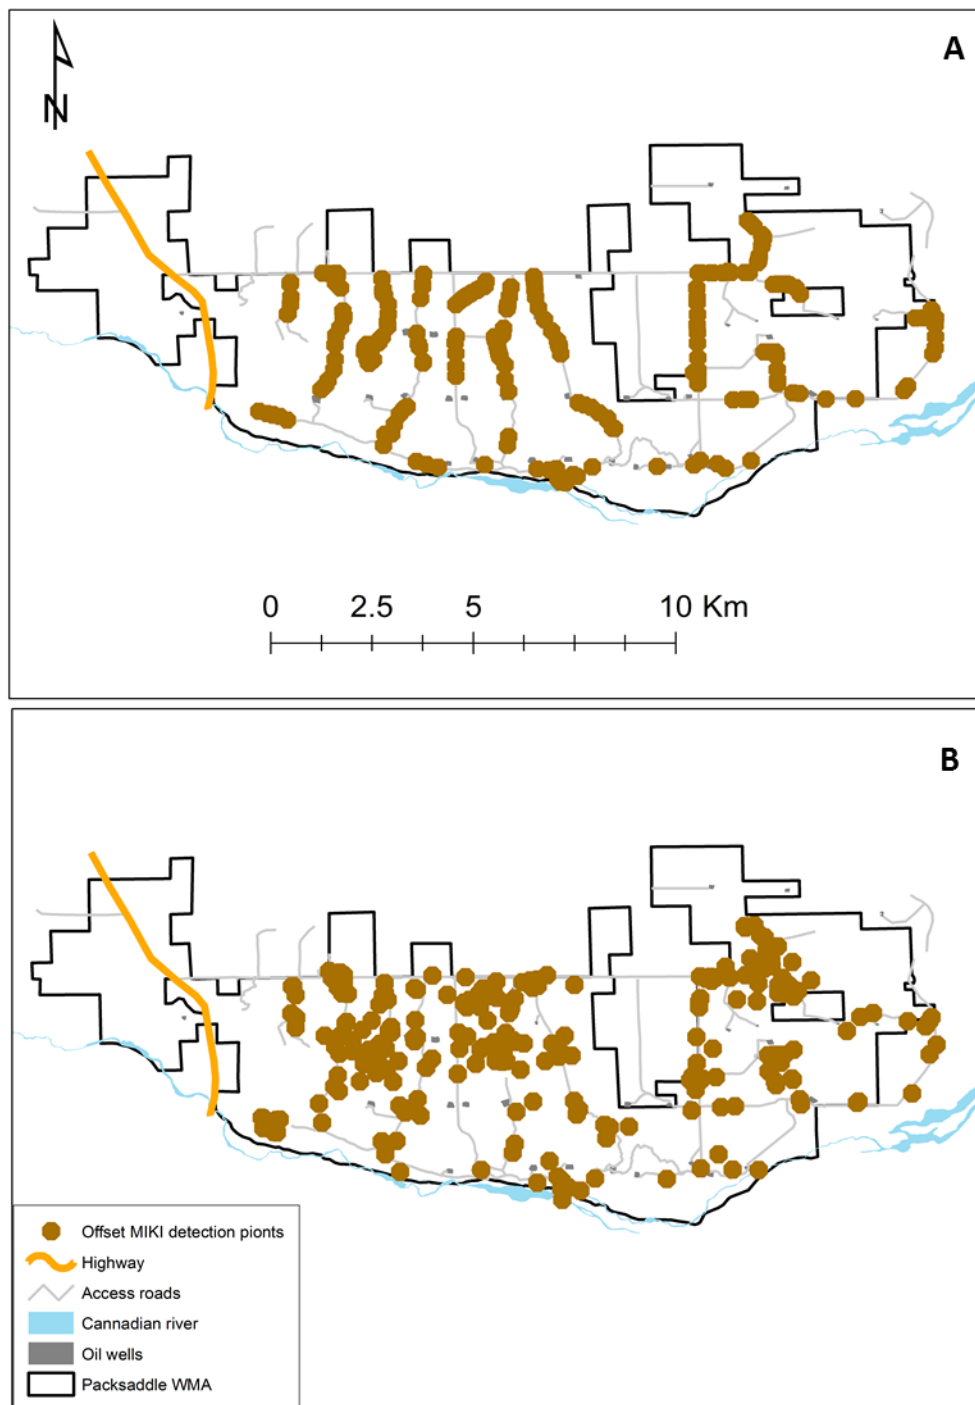 A
N
0 2.5 5 10 Km
B
Offset MIKI detection pionts
Highway
Access roads
Cannadian river
Oil wells
Packsaddle WMA